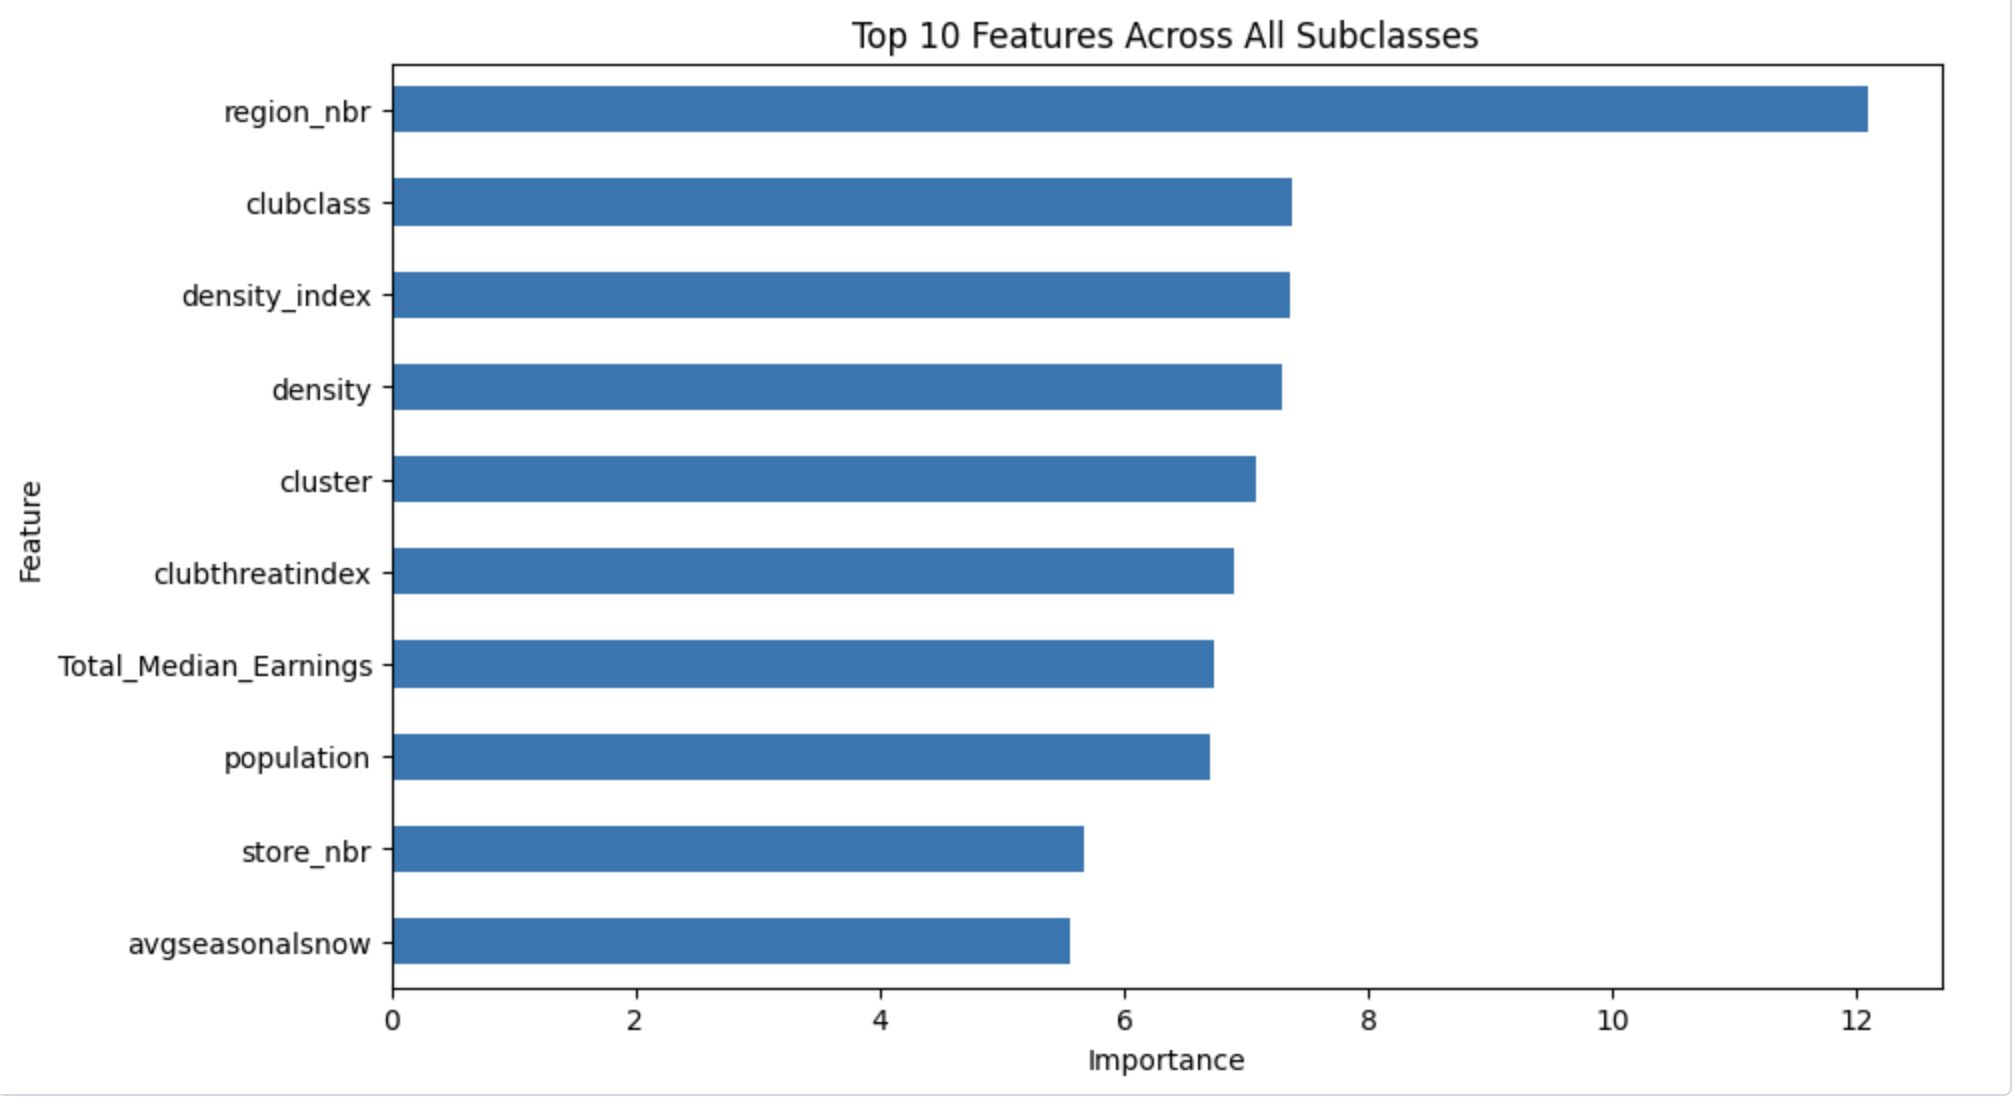 Top 10 Features Across All Subclasses
Feature
region_nbr
clubclass
density_index
density
cluster
clubthreatindex
Total_Median_Earnings
population
store_nbr
avgseasonalsnow
0 2 4 6 8 10 12
Importance